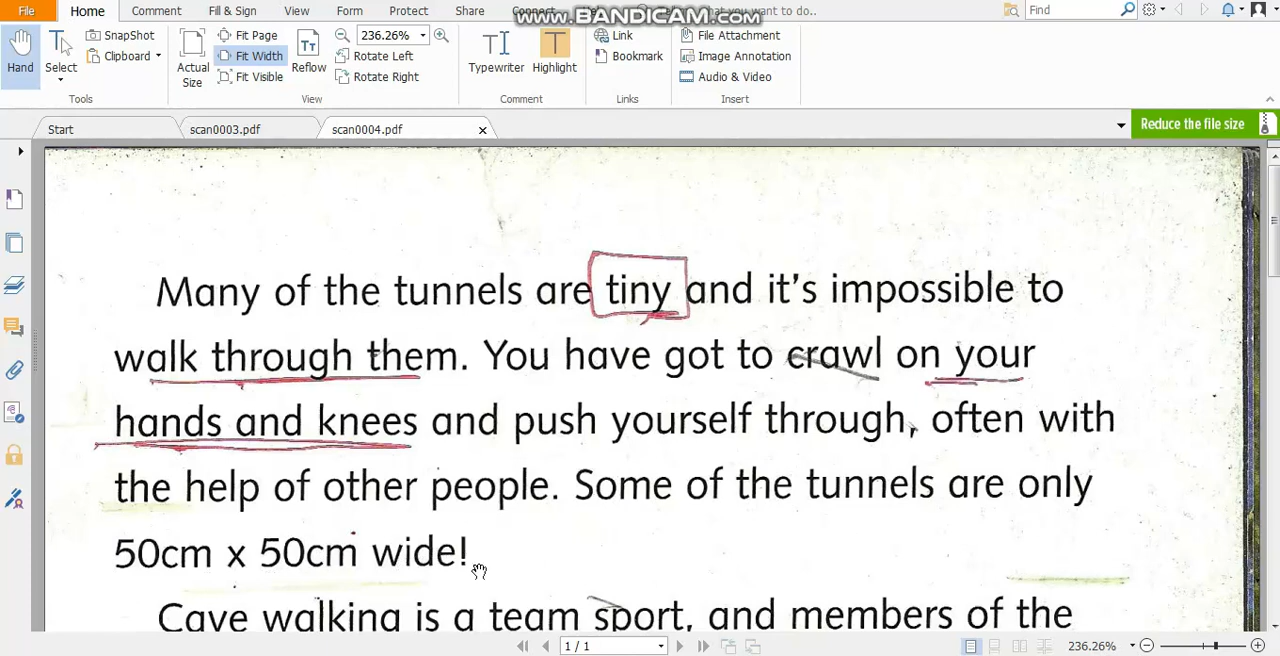 File Home Comment Fill & Sign View Form Protect Share you want to do..
www.BANDICAM.com
Find
Hand
Select
SnapShot
Clipboard
Tools
Actual Size
Fit Page
Fit Width
Fit Visible
Reflow
236.26%
Rotate Left
Rotate Right
View
Typewriter
Highlight
Comment
Link
Bookmark
Links
File Attachment
Image Annotation
Audio & Video
Insert
Start
scan0003.pdf
scan0004.pdf
Reduce the file size
Many of the tunnels are tiny and it's impossible to
walk through them. You have got to crawl on your
hands and knees and push yourself through, often with
the help of other people. Some of the tunnels are only
50cm x 50cm wide!
Cave walking is a team sport, and members of the
1 / 1
236.26%